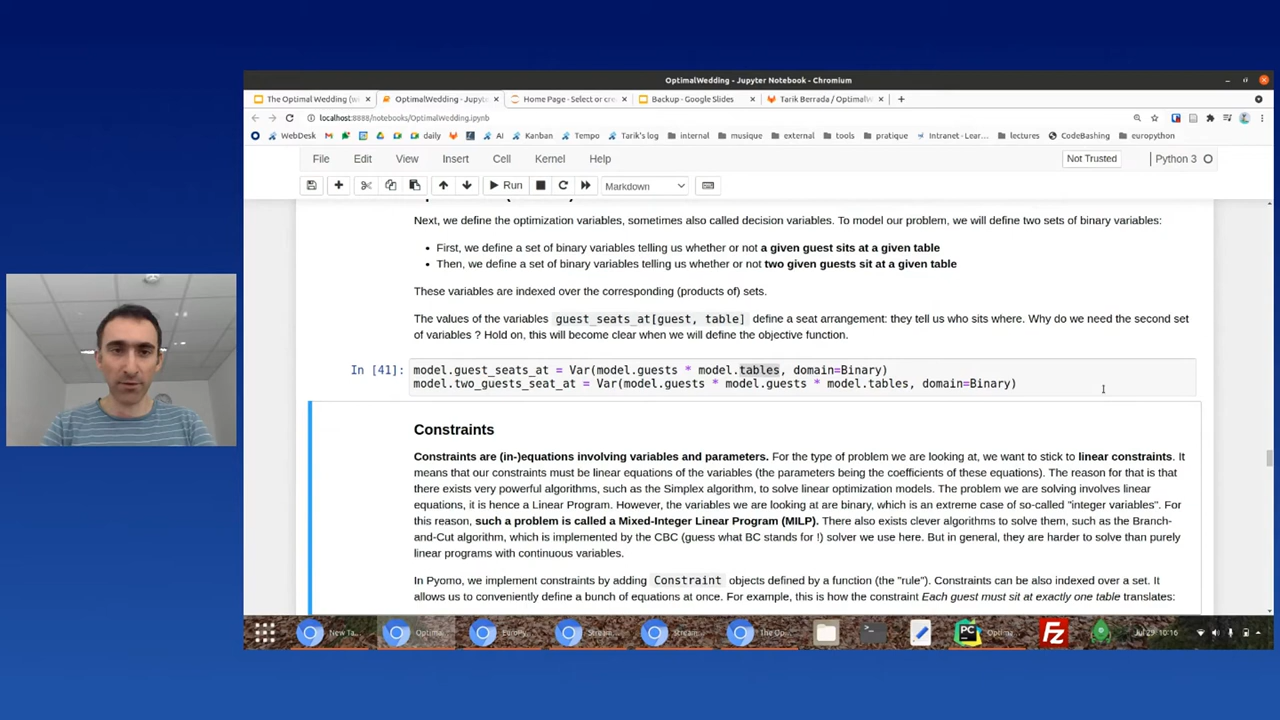 OptimalWedding - Jupyter Notebook - Chromium
The Optimal Wedding (w
OptimalWedding - Jupyt
Home Page - Select or cre
Backup - Google Slides
Tarik Berrada / OptimalW
localhost:8888/notebooks/OptimalWedding.ipynb
WebDesk
daily
AI
Kanban
Tempo
Tarik's log
internal
musique
external
tools
pratique
Intranet - Lear...
lectures
CodeBashing
europython
File Edit View Insert Cell Kernel Help
Not Trusted
Python 3
Run
Markdown
Next, we define the optimization variables, sometimes also called decision variables. To model our problem, we will define two sets of binary variables:
• First, we define a set of binary variables telling us whether or not a given guest sits at a given table
• Then, we define a set of binary variables telling us whether or not two given guests sit at a given table
These variables are indexed over the corresponding (products of) sets.
The values of the variables guest_seats_at[guest, table] define a seat arrangement: they tell us who sits where. Why do we need the second set
of variables ? Hold on, this will become clear when we will define the objective function.
In [41]: model.guest_seats_at = Var(model.guests * model.tables, domain=Binary)
model.two_guests_seat_at = Var(model.guests * model.guests * model.tables, domain=Binary)
Constraints
Constraints are (in-)equations involving variables and parameters. For the type of problem we are looking at, we want to stick to linear constraints. It
means that our constraints must be linear equations of the variables (the parameters being the coefficients of these equations). The reason for that is that
there exists very powerful algorithms, such as the Simplex algorithm, to solve linear optimization models. The problem we are solving involves linear
equations, it is hence a Linear Program. However, the variables we are looking at are binary, which is an extreme case of so-called "integer variables". For
this reason, such a problem is called a Mixed-Integer Linear Program (MILP). There also exists clever algorithms to solve them, such as the Branch-
and-Cut algorithm, which is implemented by the CBC (guess what BC stands for !) solver we use here. But in general, they are harder to solve than purely
linear programs with continuous variables.
In Pyomo, we implement constraints by adding Constraint objects defined by a function (the "rule"). Constraints can be also indexed over a set. It
allows us to conveniently define a bunch of equations at once. For example, this is how the constraint Each guest must sit at exactly one table translates:
New Ta...
Optima...
EuroPy...
Stream...
stream...
The Op...
PC
Optima...
FZ
Jul 29, 10:16